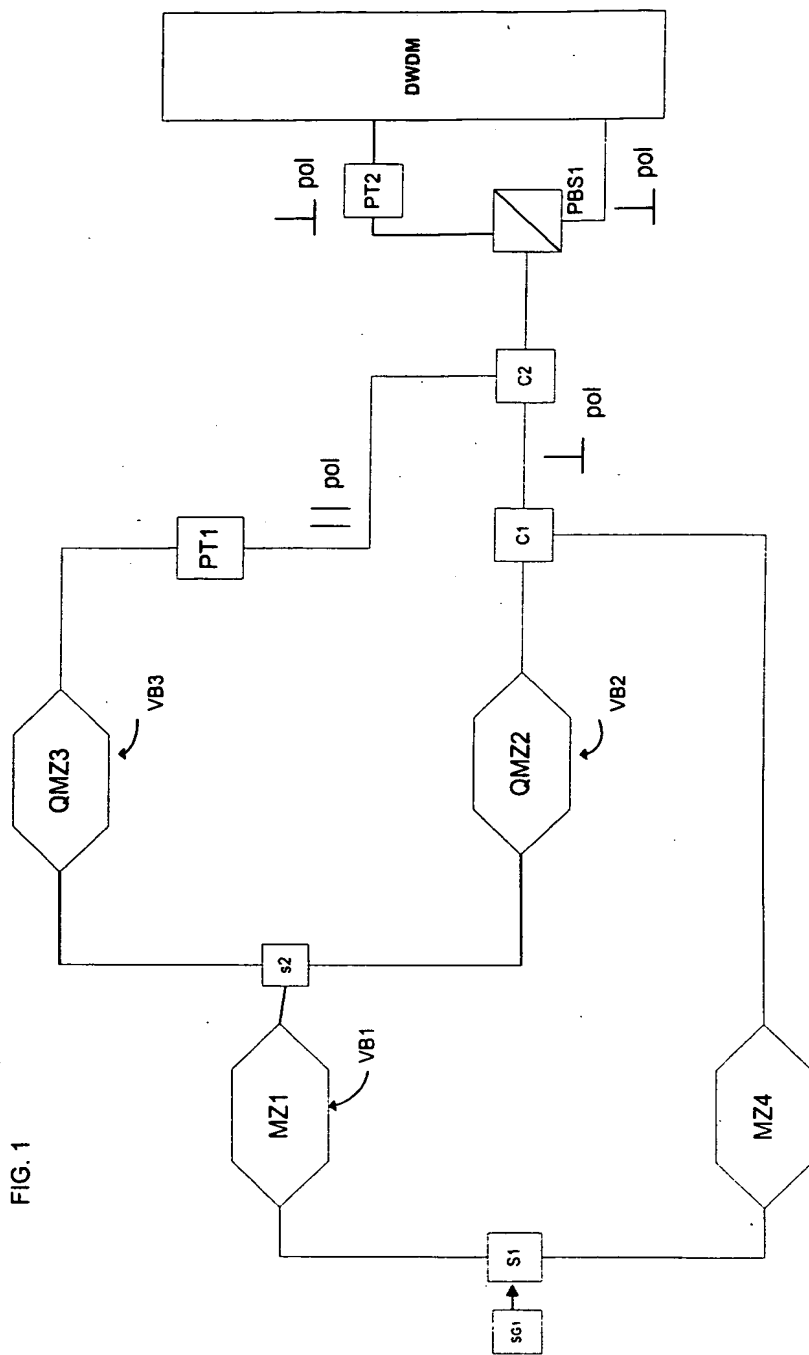 FIG. 1
QMZ3
VB3
PT1
|| pol
PT2
⊥ pol
DWDM
MZ1
VB1
s2
QMZ2
VB2
C1
⊥ pol
C2
PBS1
⊥ pol
SG1
S1
MZ4